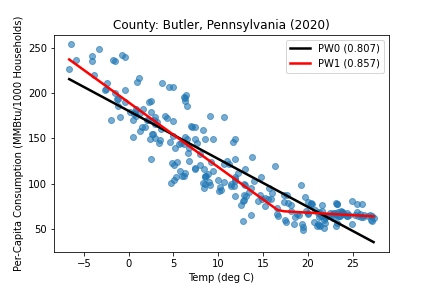 County: Butler, Pennsylvania (2020)
PW0 (0.807)
PW1 (0.857)
Per-Capita Consumption (MMBtu/1000 Households)
250
200
150
100
50
−5
0
5
10
15
20
25
Temp (deg C)